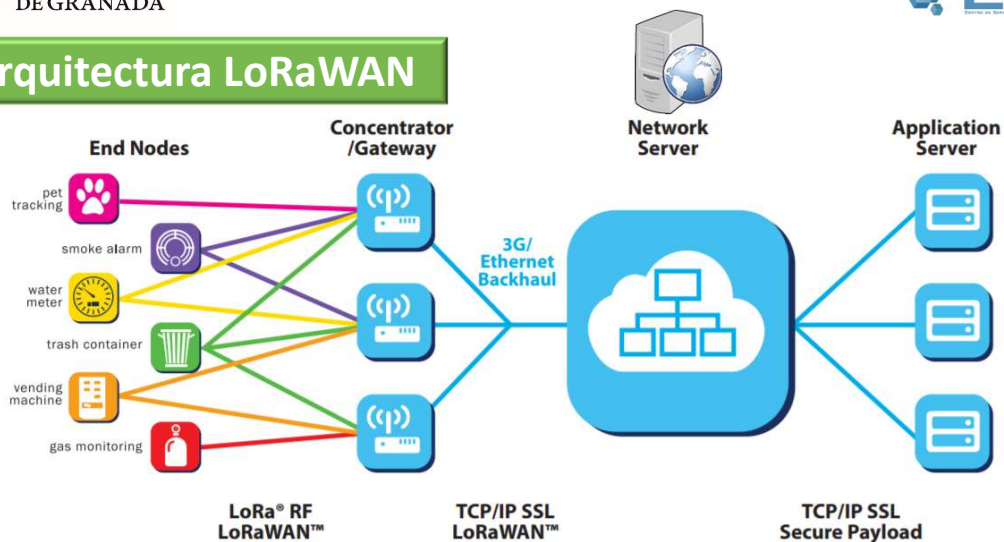 DE GRANADA
rquitectura LoRaWAN
End Nodes
Concentrator
/Gateway
Network
Server
Application
Server
pet
tracking
smoke alarm
water
meter
trash container
vending
machine
gas monitoring
3G/
Ethernet
Backhaul
LoRa® RF
LoRaWAN™
TCP/IP SSL
LoRaWAN™
TCP/IP SSL
Secure Payload